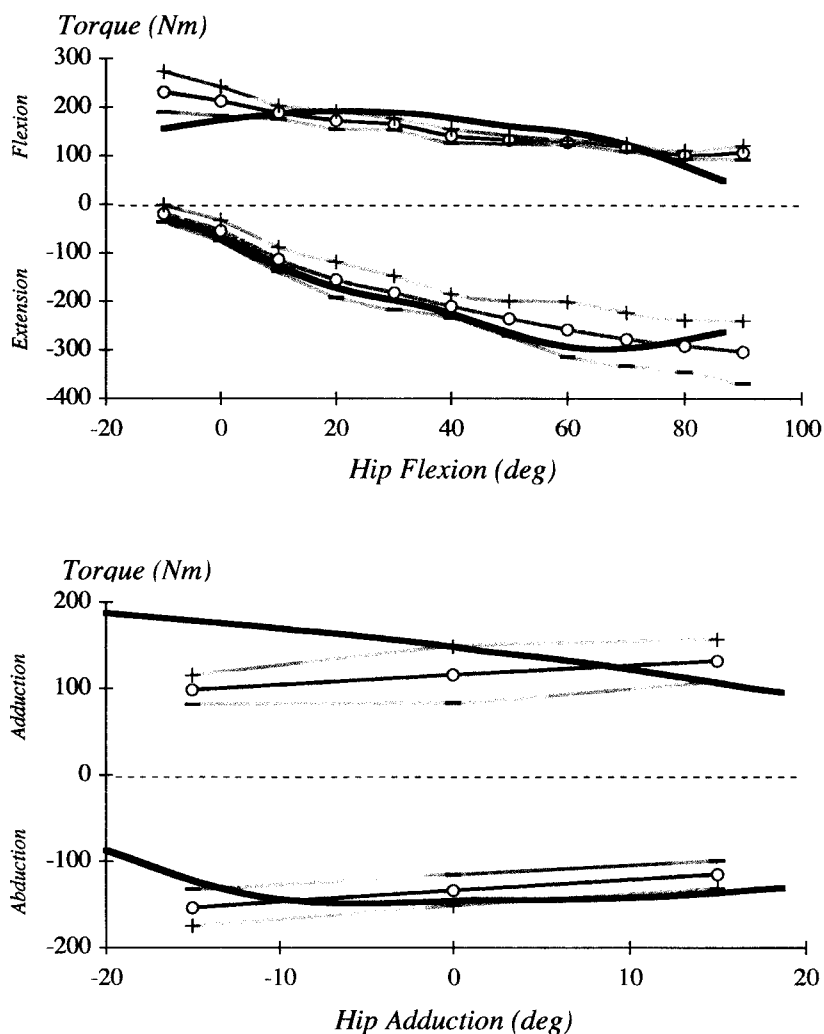 Torque (Nm)
300
200
100
0
-100
-200
-300
-400
Flexion
Extension
-20 0 20 40 60 80 100
Hip Flexion (deg)
Torque (Nm)
200
100
0
-100
-200
Adduction
Abduction
-20 -10 0 10 20
Hip Adduction (deg)